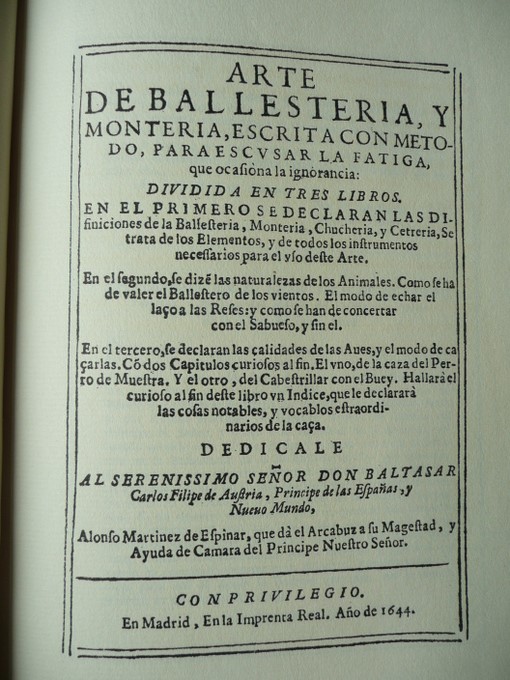 ARTE
DE BALLESTERIA, Y
MONTERIA, ESCRITA CON METO-
DO, PARA ESCVSAR LA FATIGA,
que ocasiona la ignorancia:
DIVIDIDA EN TRES LIBROS.
EN EL PRIMERO SE DECLARAN LAS DI-
finiciones de la Balleſteria, Monteria, Chucheria, y Cetreria, Se
trata de los Elementos, y de todos los inſtrumentos
neceſſarios para el vſo deſte Arte.
En el ſegundo, ſe dizẽ las naturalezas de los Animales. Como ſe ha
de valer el Balleſtero de los vientos. El modo de echar el
laço a las Reſes: y como ſe han de concertar
con el Sabueſo, y ſin el.
En el tercero, ſe declaran las calidades de las Aues, y el modo de ca
çarlas. Cõ dos Capitulos curioſos al fin. El vno, de la caza del Per-
ro de Mueſtra. Y el otro, del Cabeſtrillar con el Buey. Hallará el
curioſo al fin deſte libro vn Indice, que le declarará
las coſas notables, y vocablos eſtraordi-
narios de la caça.
DEDICALE
AL SERENISSIMO SEÑOR DON BALTASAR
Carlos Filipe de Auſtria, Principe de las Eſpañas, y
Nueuo Mundo,
Alonſo Martinez de Eſpinar, que dà el Arcabuz a ſu Mageſtad, y
Ayuda de Camara del Principe Nueſtro Señor.
CON PRIVILEGIO.
En Madrid, En la Imprenta Real. Año de 1644.